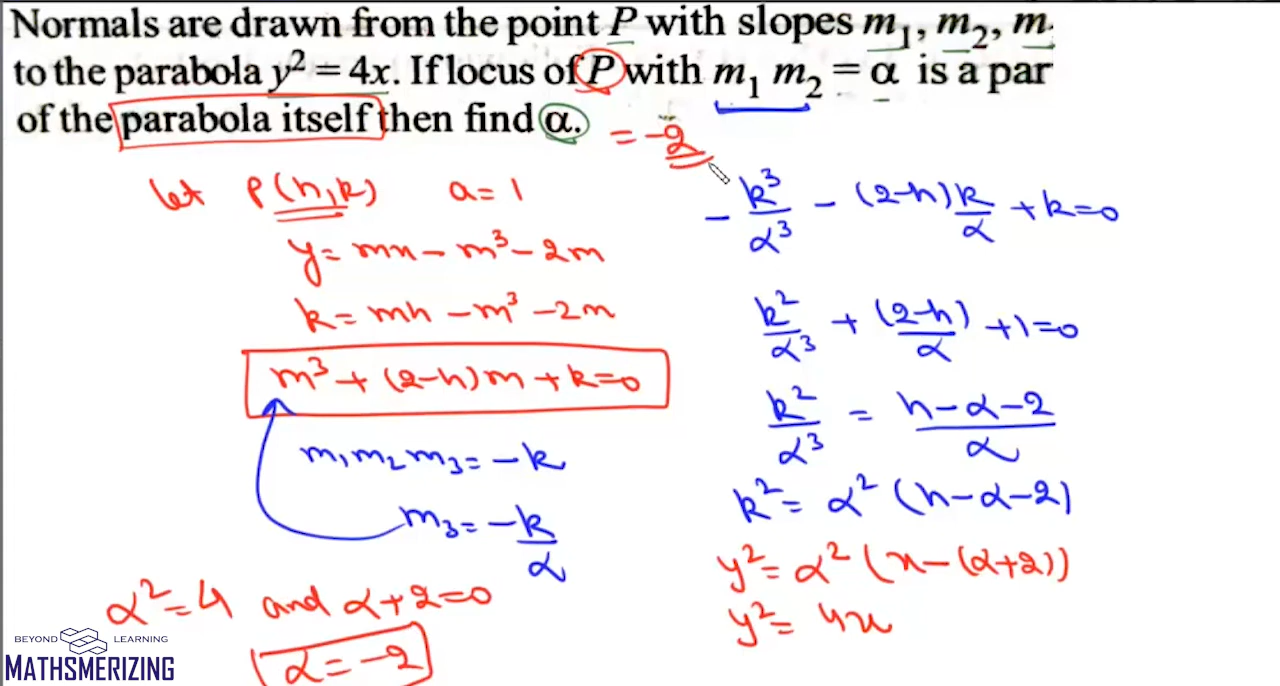 Normals are drawn from the point P with slopes m₁, m₂, m
to the parabola y² = 4x. If locus of P with m₁ m₂ = α is a par
of the parabola itself then find α. = -2
let P(h,k) a=1
y = mx - m³ - 2m
k = mh - m³ - 2m
m³ + (2-h)m + k=0
m₁m₂m₃ = -k
m₃ = -k/α
α² = 4 and α+2=0
α = -2
- k³/α³ - (2-h)k/α + k=0
k²/α³ + (2-h)/α + 1=0
k²/α³ = (h-α-2)/α
k² = α² (h-α-2)
y² = α² (x-(α+2))
y² = 4x
BEYOND LEARNING
MATHSMERIZING